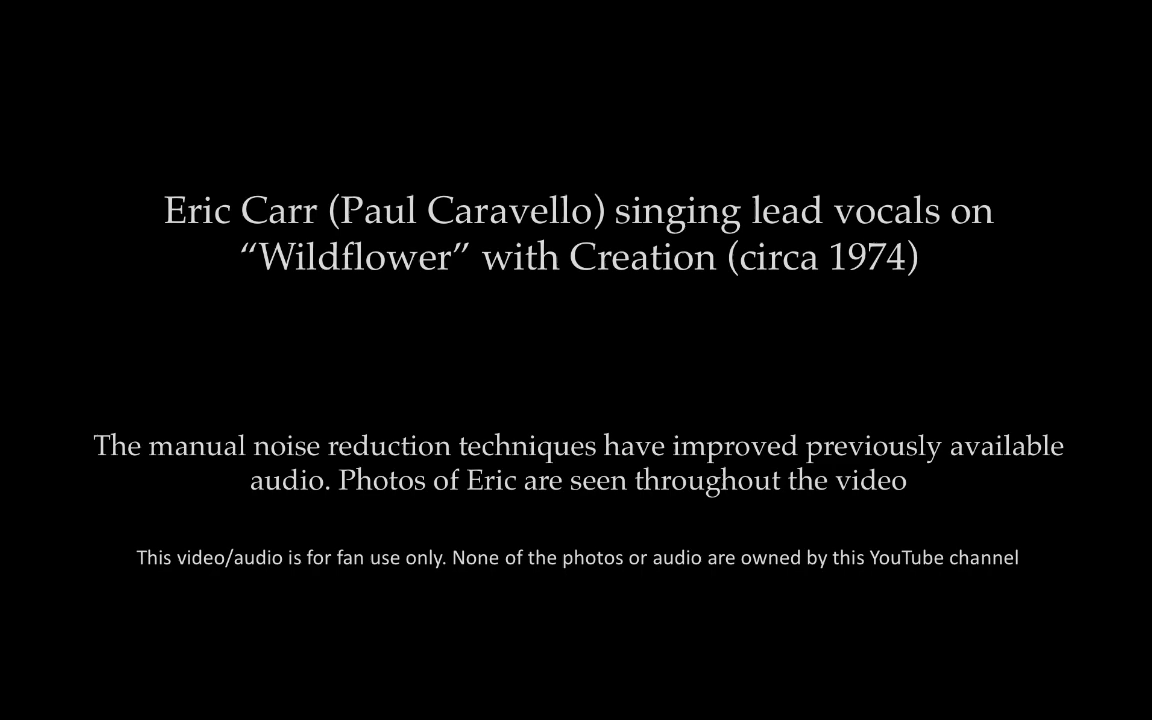 Eric Carr (Paul Caravello) singing lead vocals on
“Wildflower” with Creation (circa 1974)
The manual noise reduction techniques have improved previously available
audio. Photos of Eric are seen throughout the video
This video/audio is for fan use only. None of the photos or audio are owned by this YouTube channel